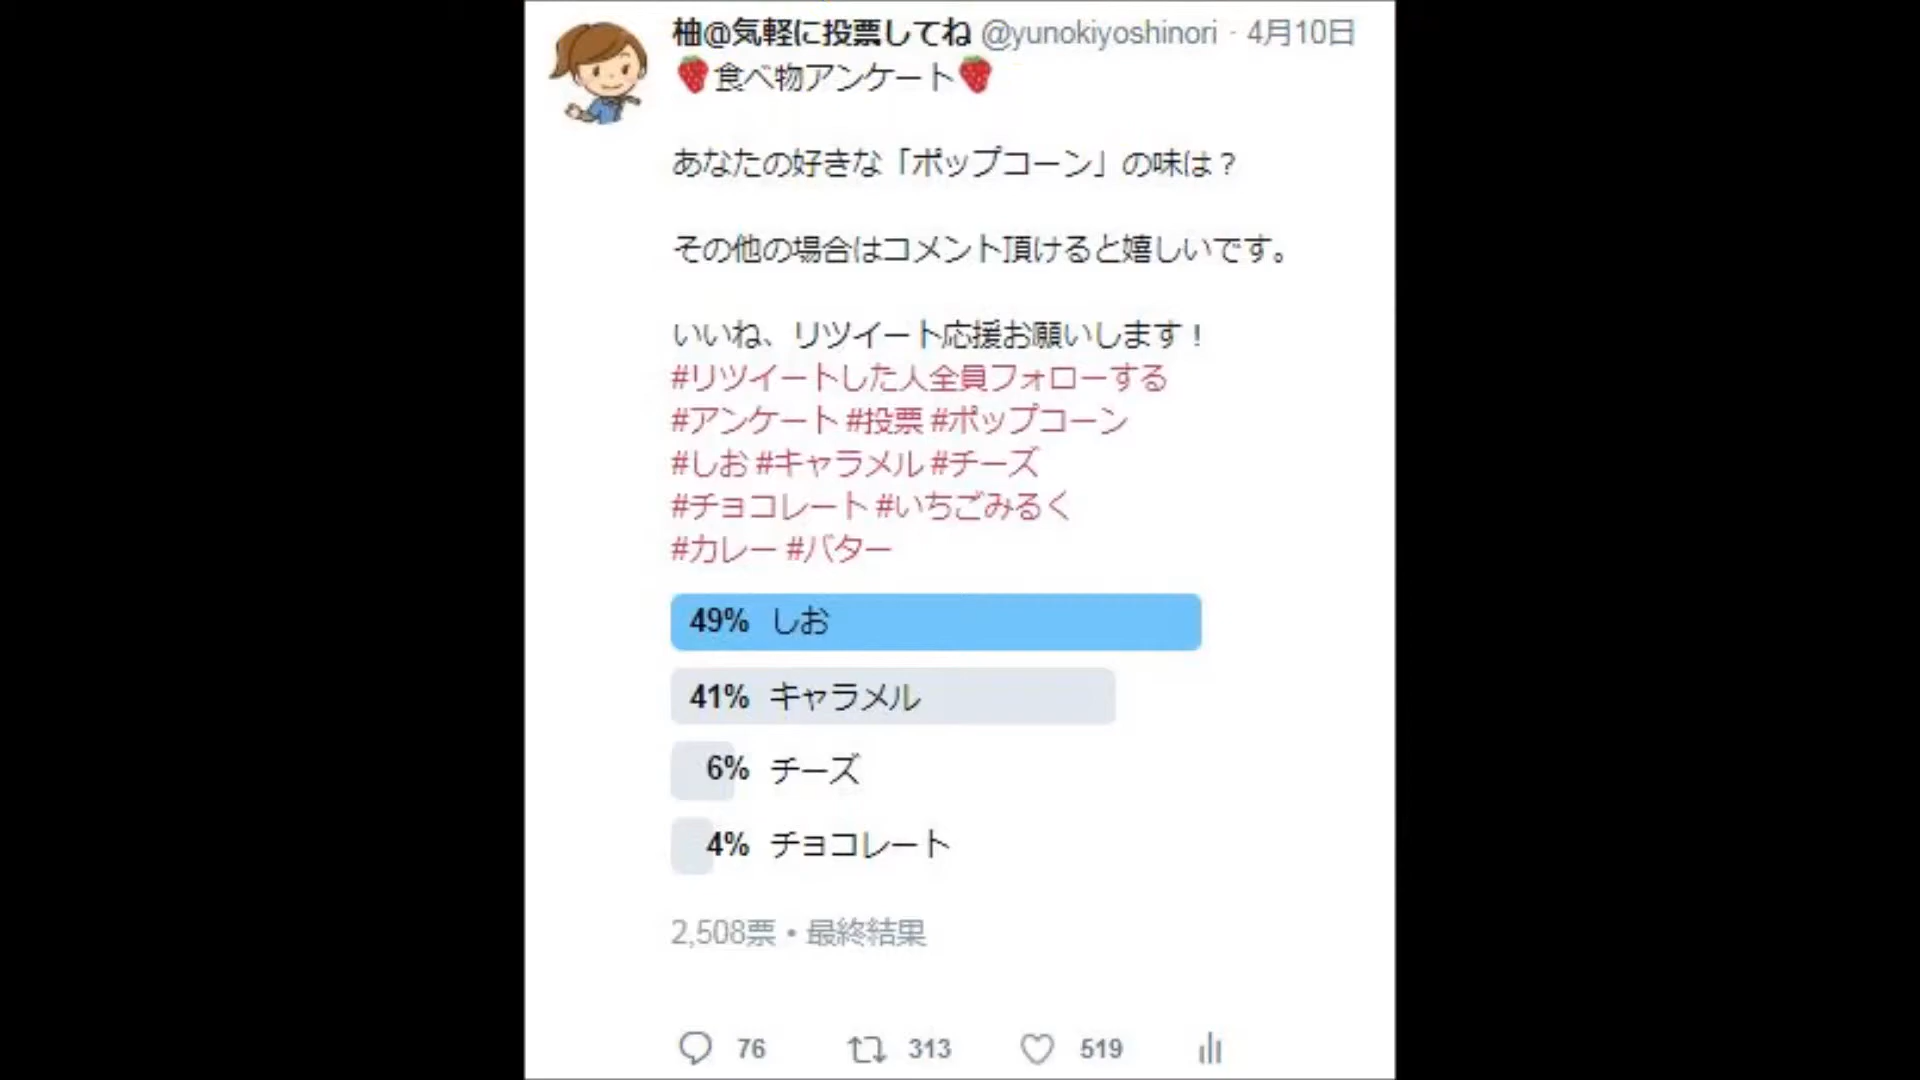 柚@気軽に投票してね @yunokiyoshinori · 4月10日
🍓食べ物アンケート🍓
あなたの好きな「ポップコーン」の味は？
その他の場合はコメント頂けると嬉しいです。
いいね、リツイート応援お願いします！
#リツイートした人全員フォローする
#アンケート #投票 #ポップコーン
#しお #キャラメル #チーズ
#チョコレート #いちごみるく
#カレー #バター
49% しお
41% キャラメル
6% チーズ
4% チョコレート
2,508票・最終結果
76 313 519